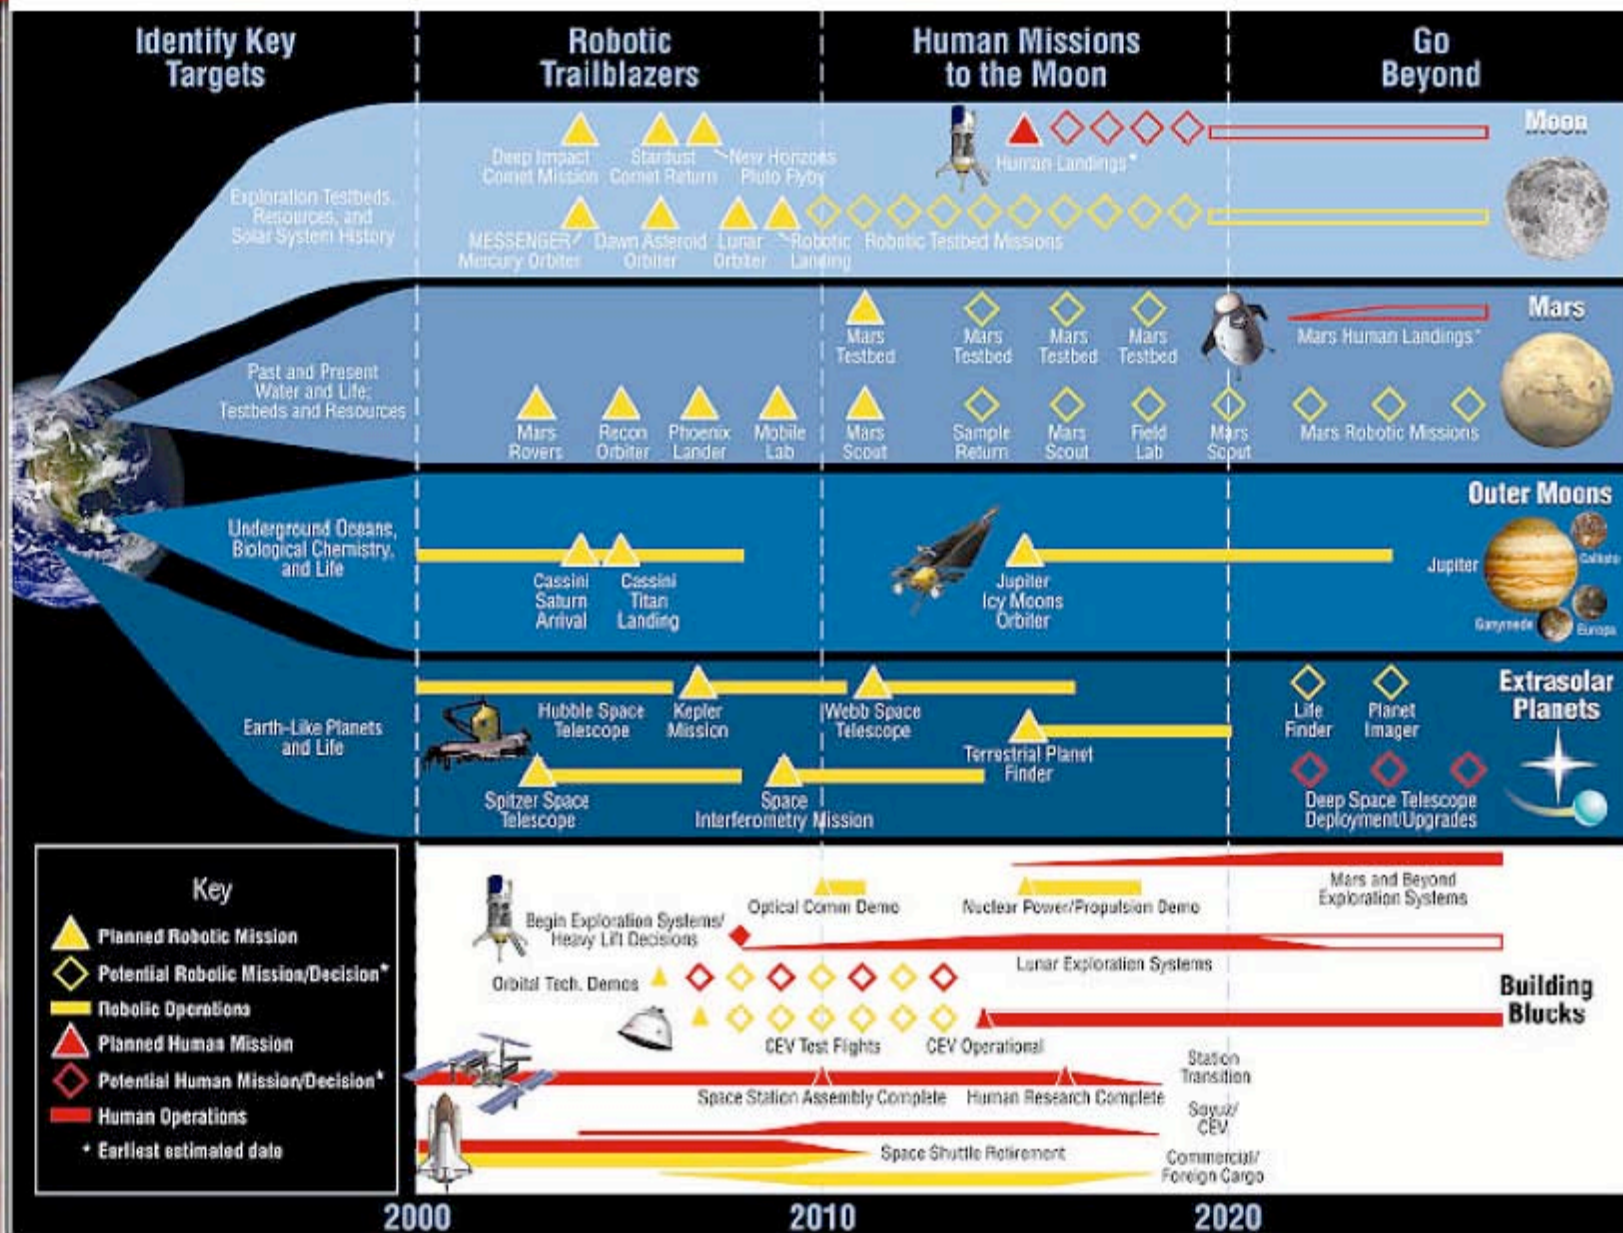 Identify Key
Targets
Robotic
Trailblazers
Human Missions
to the Moon
Go
Beyond
Exploration Testbeds,
Resources, and
Solar System History
Deep Impact
Comet Mission
Stardust
Comet Return
New Horizons
Pluto Flyby
Human Landings*
Moon
MESSENGER
Mercury Orbiter
Dawn Asteroid
Orbiter
Lunar
Orbiter
Robotic
Landing
Robotic Testbed Missions
Past and Present
Water and Life;
Testbeds and Resources
Mars
Testbed
Mars
Testbed
Mars
Testbed
Mars
Testbed
Mars Human Landings*
Mars
Mars
Rovers
Recon
Orbiter
Phoenix
Lander
Mobile
Lab
Mars
Scout
Sample
Return
Mars
Scout
Field
Lab
Mars
Scout
Mars Robotic Missions
Underground Oceans,
Biological Chemistry,
and Life
Cassini
Saturn
Arrival
Cassini
Titan
Landing
Jupiter
Icy Moons
Orbiter
Outer Moons
Jupiter
Callisto
Ganymede
Europa
Earth-Like Planets
and Life
Hubble Space
Telescope
Kepler
Mission
Webb Space
Telescope
Terrestrial Planet
Finder
Life
Finder
Planet
Imager
Extrasolar
Planets
Spitzer Space
Telescope
Space
Interferometry Mission
Deep Space Telescope
Deployment/Upgrades
Key
Planned Robotic Mission
Potential Robotic Mission/Decision*
Robotic Operations
Planned Human Mission
Potential Human Mission/Decision*
Human Operations
* Earliest estimated date
Optical Comm Demo
Nuclear Power/Propulsion Demo
Mars and Beyond
Exploration Systems
Begin Exploration Systems/
Heavy Lift Decisions
Lunar Exploration Systems
Orbital Tech. Demos
CEV Test Flights
CEV Operational
Building
Blocks
Space Station Assembly Complete
Human Research Complete
Station
Transition
Space Shuttle Retirement
Soyuz/
CEV
Commercial/
Foreign Cargo
2000
2010
2020